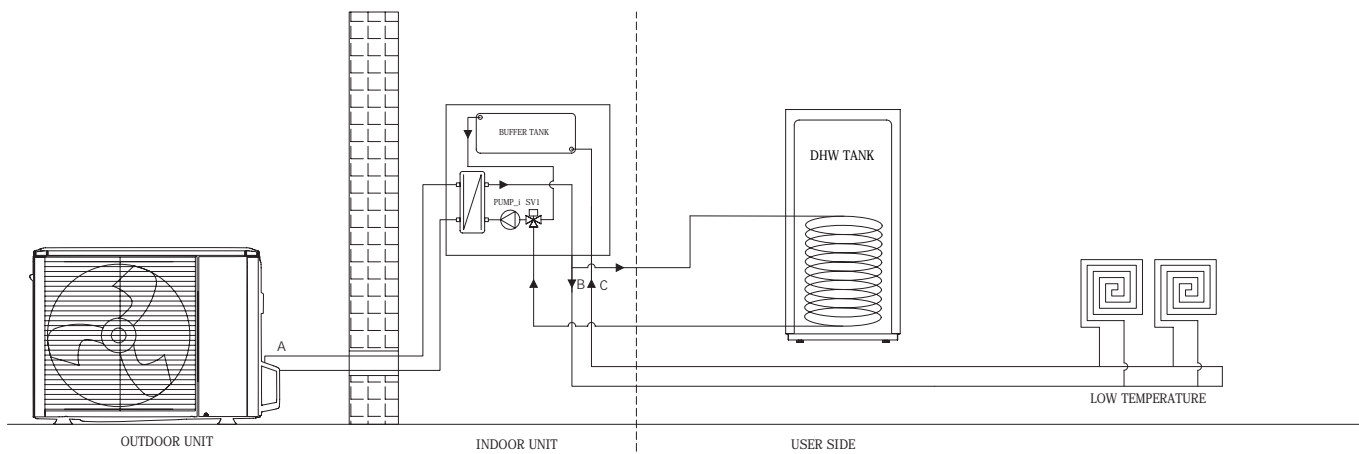 BUFFER TANK
DHW TANK
PUMP_i SV1
B
C
A
LOW TEMPERATURE
OUTDOOR UNIT
INDOOR UNIT
USER SIDE